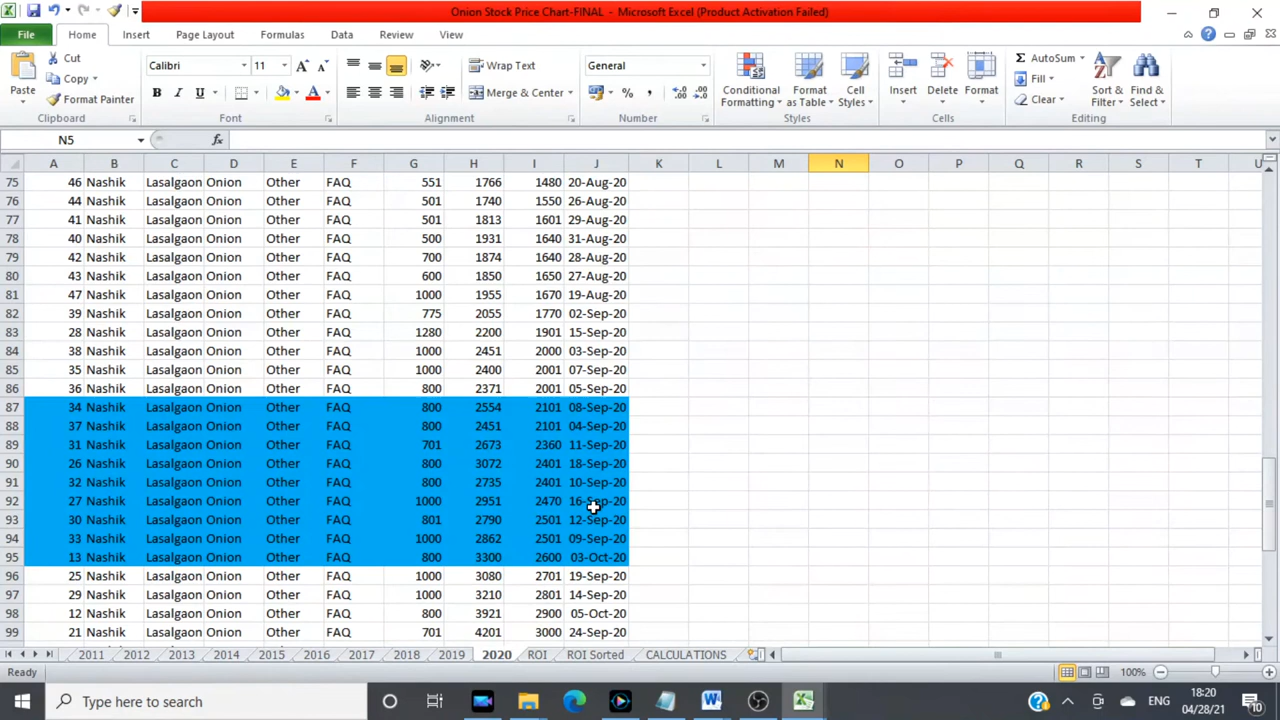 Onion Stock Price Chart-FINAL - Microsoft Excel (Product Activation Failed)
File Home Insert Page Layout Formulas Data Review View
Cut
Copy
Format Painter
Paste
Calibri 11
B I U A
Wrap Text
Merge & Center
General
% ,
Conditional Formatting
Format as Table
Cell Styles
Insert Delete Format
AutoSum
Fill
Clear
Sort & Filter
Find & Select
Clipboard Font Alignment Number Styles Cells Editing
N5 fx
A B C D E F G H I J K L M N O P Q R S T U
75 46 Nashik Lasalgaon Onion Other FAQ 551 1766 1480 20-Aug-20
76 44 Nashik Lasalgaon Onion Other FAQ 501 1740 1550 26-Aug-20
77 41 Nashik Lasalgaon Onion Other FAQ 501 1813 1601 29-Aug-20
78 40 Nashik Lasalgaon Onion Other FAQ 500 1931 1640 31-Aug-20
79 42 Nashik Lasalgaon Onion Other FAQ 700 1874 1640 28-Aug-20
80 43 Nashik Lasalgaon Onion Other FAQ 600 1850 1650 27-Aug-20
81 47 Nashik Lasalgaon Onion Other FAQ 1000 1955 1670 19-Aug-20
82 39 Nashik Lasalgaon Onion Other FAQ 775 2055 1770 02-Sep-20
83 28 Nashik Lasalgaon Onion Other FAQ 1280 2200 1901 15-Sep-20
84 38 Nashik Lasalgaon Onion Other FAQ 1000 2451 2000 03-Sep-20
85 35 Nashik Lasalgaon Onion Other FAQ 1000 2400 2001 07-Sep-20
86 36 Nashik Lasalgaon Onion Other FAQ 800 2371 2001 05-Sep-20
87 34 Nashik Lasalgaon Onion Other FAQ 800 2554 2101 08-Sep-20
88 37 Nashik Lasalgaon Onion Other FAQ 800 2451 2101 04-Sep-20
89 31 Nashik Lasalgaon Onion Other FAQ 701 2673 2360 11-Sep-20
90 26 Nashik Lasalgaon Onion Other FAQ 800 3072 2401 18-Sep-20
91 32 Nashik Lasalgaon Onion Other FAQ 800 2735 2401 10-Sep-20
92 27 Nashik Lasalgaon Onion Other FAQ 1000 2951 2470 16-Sep-20
93 30 Nashik Lasalgaon Onion Other FAQ 801 2790 2501 12-Sep-20
94 33 Nashik Lasalgaon Onion Other FAQ 1000 2862 2501 09-Sep-20
95 13 Nashik Lasalgaon Onion Other FAQ 800 3300 2600 03-Oct-20
96 25 Nashik Lasalgaon Onion Other FAQ 1000 3080 2701 19-Sep-20
97 29 Nashik Lasalgaon Onion Other FAQ 1000 3210 2801 14-Sep-20
98 12 Nashik Lasalgaon Onion Other FAQ 800 3921 2900 05-Oct-20
99 21 Nashik Lasalgaon Onion Other FAQ 701 4201 3000 24-Sep-20
2011 2012 2013 2014 2015 2016 2017 2018 2019 2020 ROI ROI Sorted CALCULATIONS
Ready 100%
Type here to search
ENG
18:20
04/28/21
10